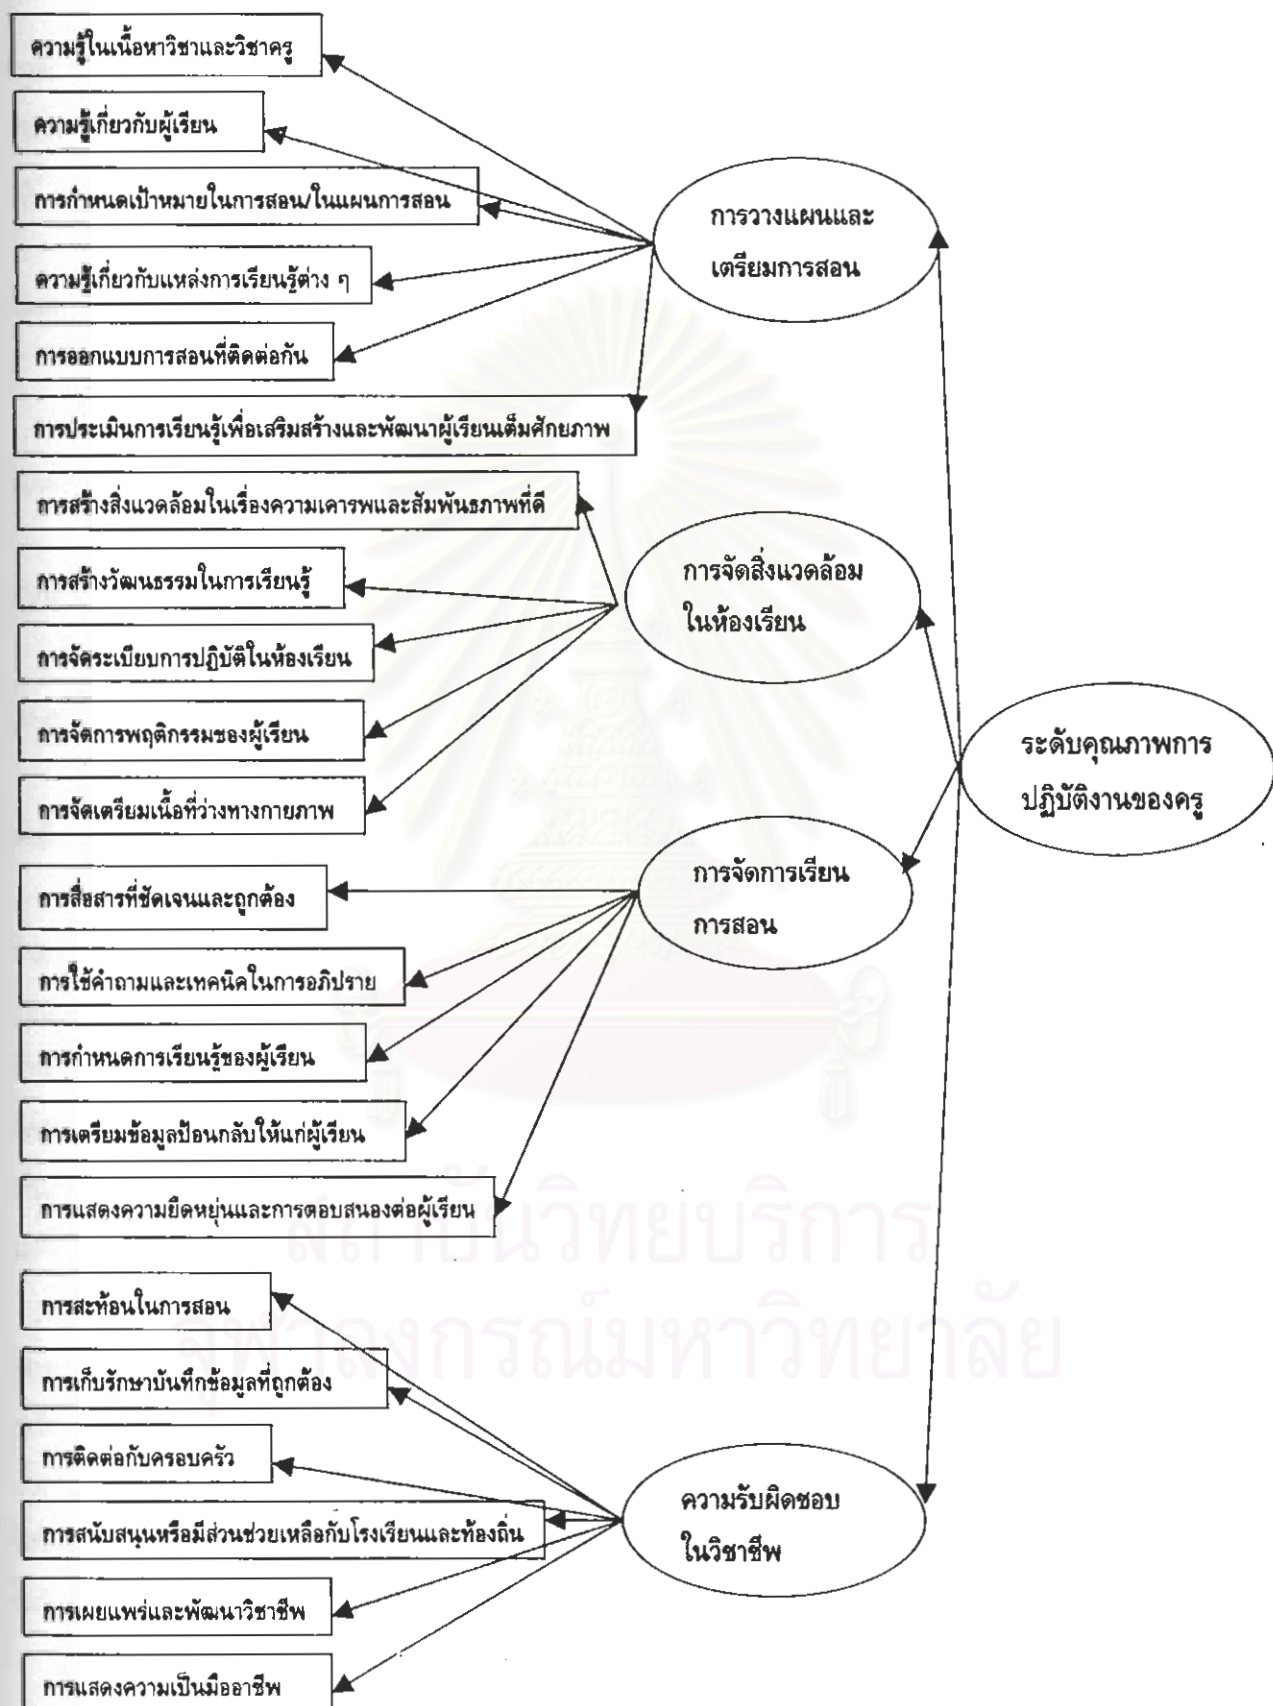 ความรู้ในเนื้อหาวิชาและวิชาครู
ความรู้เกี่ยวกับผู้เรียน
การกำหนดเป้าหมายในการสอน/ในแผนการสอน
ความรู้เกี่ยวกับแหล่งการเรียนรู้ต่าง ๆ
การออกแบบการสอนที่ติดต่อกัน
การประเมินการเรียนรู้เพื่อเสริมสร้างและพัฒนาผู้เรียนเต็มศักยภาพ
การวางแผนและ
เตรียมการสอน
การสร้างสิ่งแวดล้อมในเรื่องความเคารพและสัมพันธภาพที่ดี
การสร้างวัฒนธรรมในการเรียนรู้
การจัดระเบียบการปฏิบัติในห้องเรียน
การจัดการพฤติกรรมของผู้เรียน
การจัดเตรียมเนื้อที่ว่างทางกายภาพ
การจัดสิ่งแวดล้อม
ในห้องเรียน
ระดับคุณภาพการ
ปฏิบัติงานของครู
การสื่อสารที่ชัดเจนและถูกต้อง
การใช้คำถามและเทคนิคในการอภิปราย
การกำหนดการเรียนรู้ของผู้เรียน
การเตรียมข้อมูลป้อนกลับให้แก่ผู้เรียน
การแสดงความยืดหยุ่นและการตอบสนองต่อผู้เรียน
การจัดการเรียน
การสอน
สถาบันวิทยบริการ
จุฬาลงกรณ์มหาวิทยาลัย
การสะท้อนในการสอน
การเก็บรักษาบันทึกข้อมูลที่ถูกต้อง
การติดต่อกับครอบครัว
การสนับสนุนหรือมีส่วนช่วยเหลือกับโรงเรียนและท้องถิ่น
การเผยแพร่และพัฒนาวิชาชีพ
การแสดงความเป็นมืออาชีพ
ความรับผิดชอบ
ในวิชาชีพ